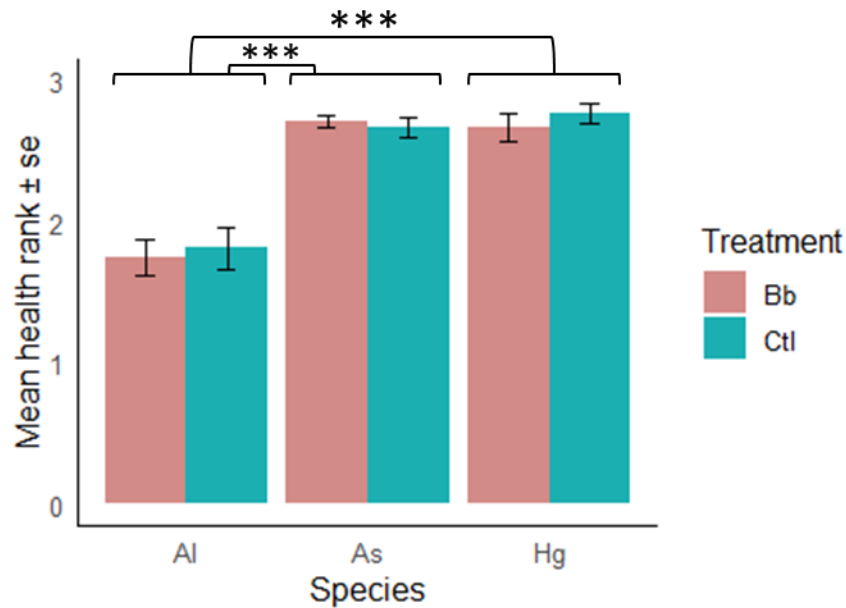 ***
***
3
2
1
0
Mean health rank ± se
Al
As
Hg
Species
Treatment
Bb
Ctl